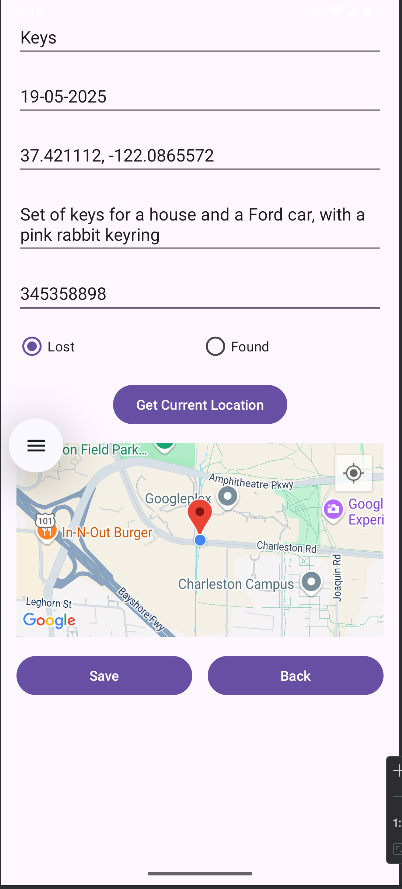 Keys
19-05-2025
37.421112, -122.0865572
Set of keys for a house and a Ford car, with a
pink rabbit keyring
345358898
Lost
Found
Get Current Location
on Field Park...
Amphitheatre Pkwy
Googleplex
Googl
Experi
101
In-N-Out Burger
Charleston Rd
Charleston Campus
Joaquin Rd
Leghorn St
Bayshore Fwy
Google
Save
Back
1: